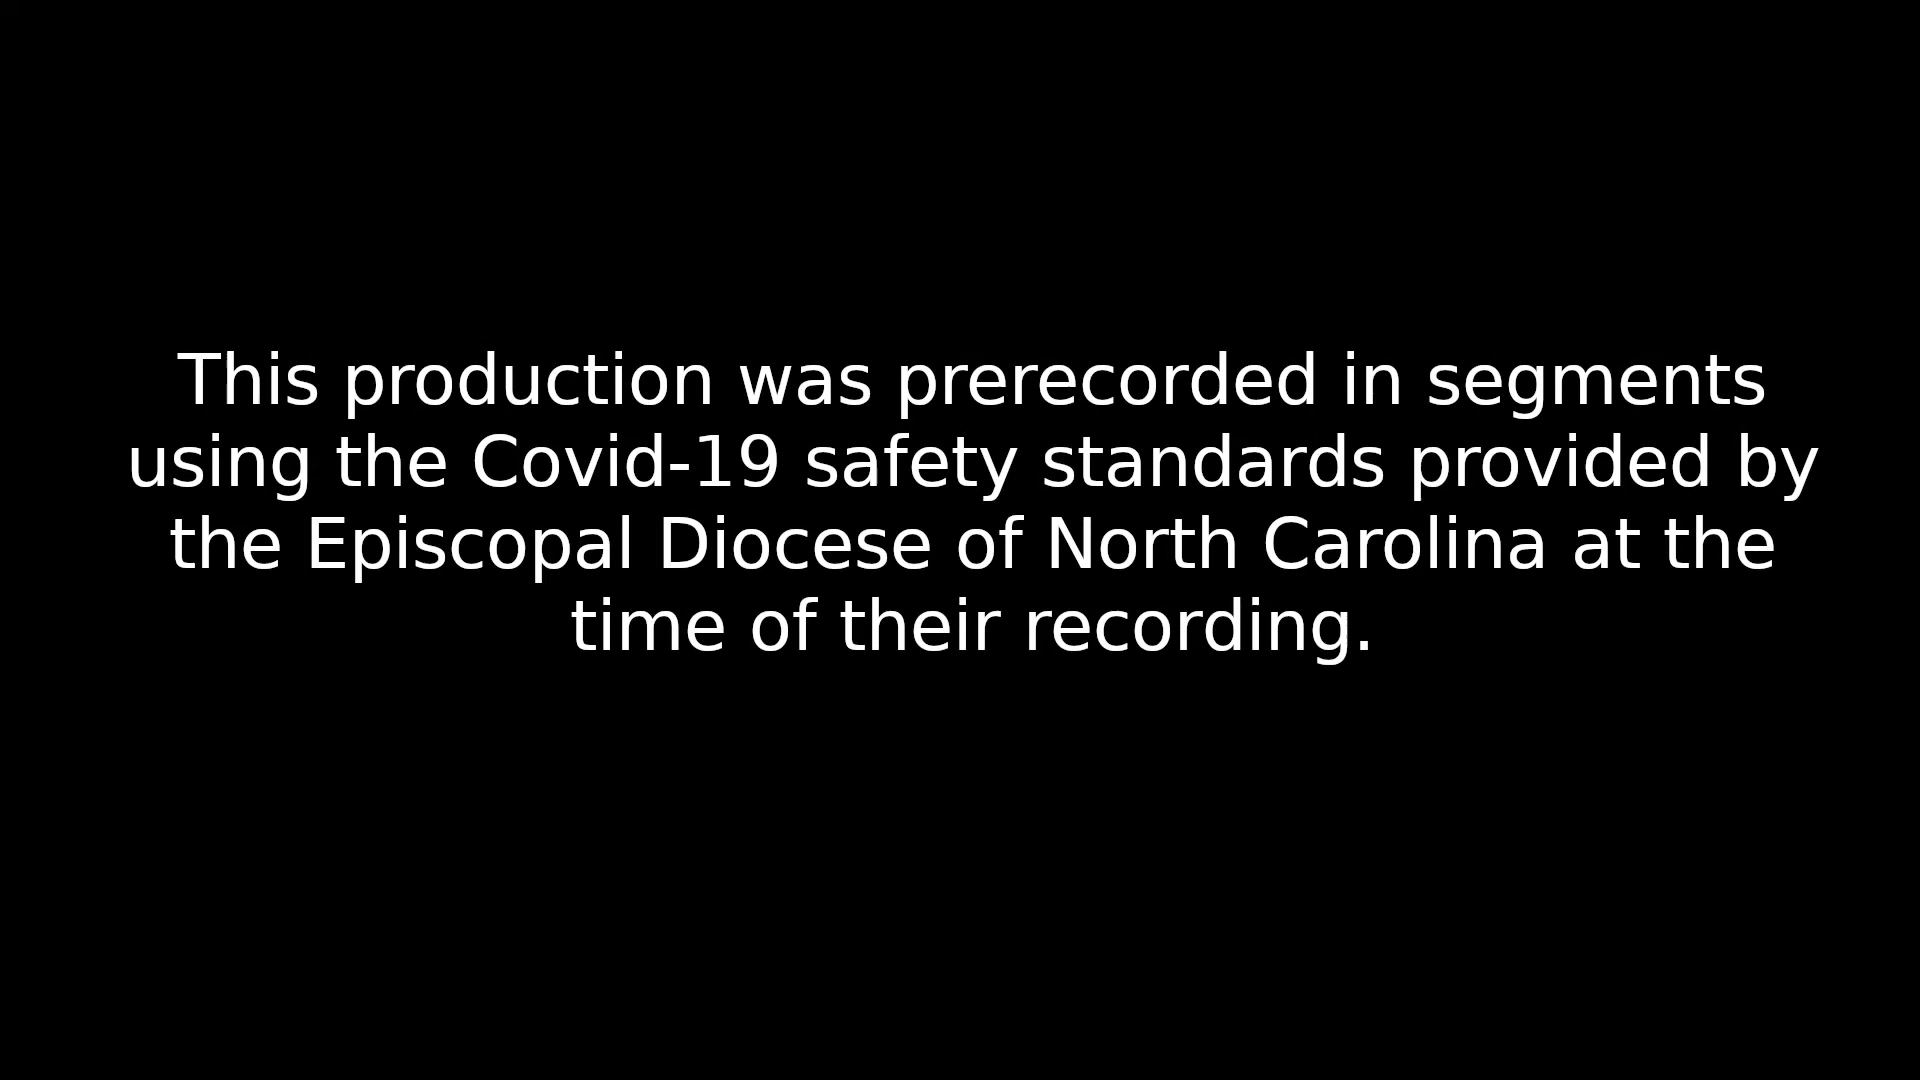 This production was prerecorded in segments
using the Covid-19 safety standards provided by
the Episcopal Diocese of North Carolina at the
time of their recording.